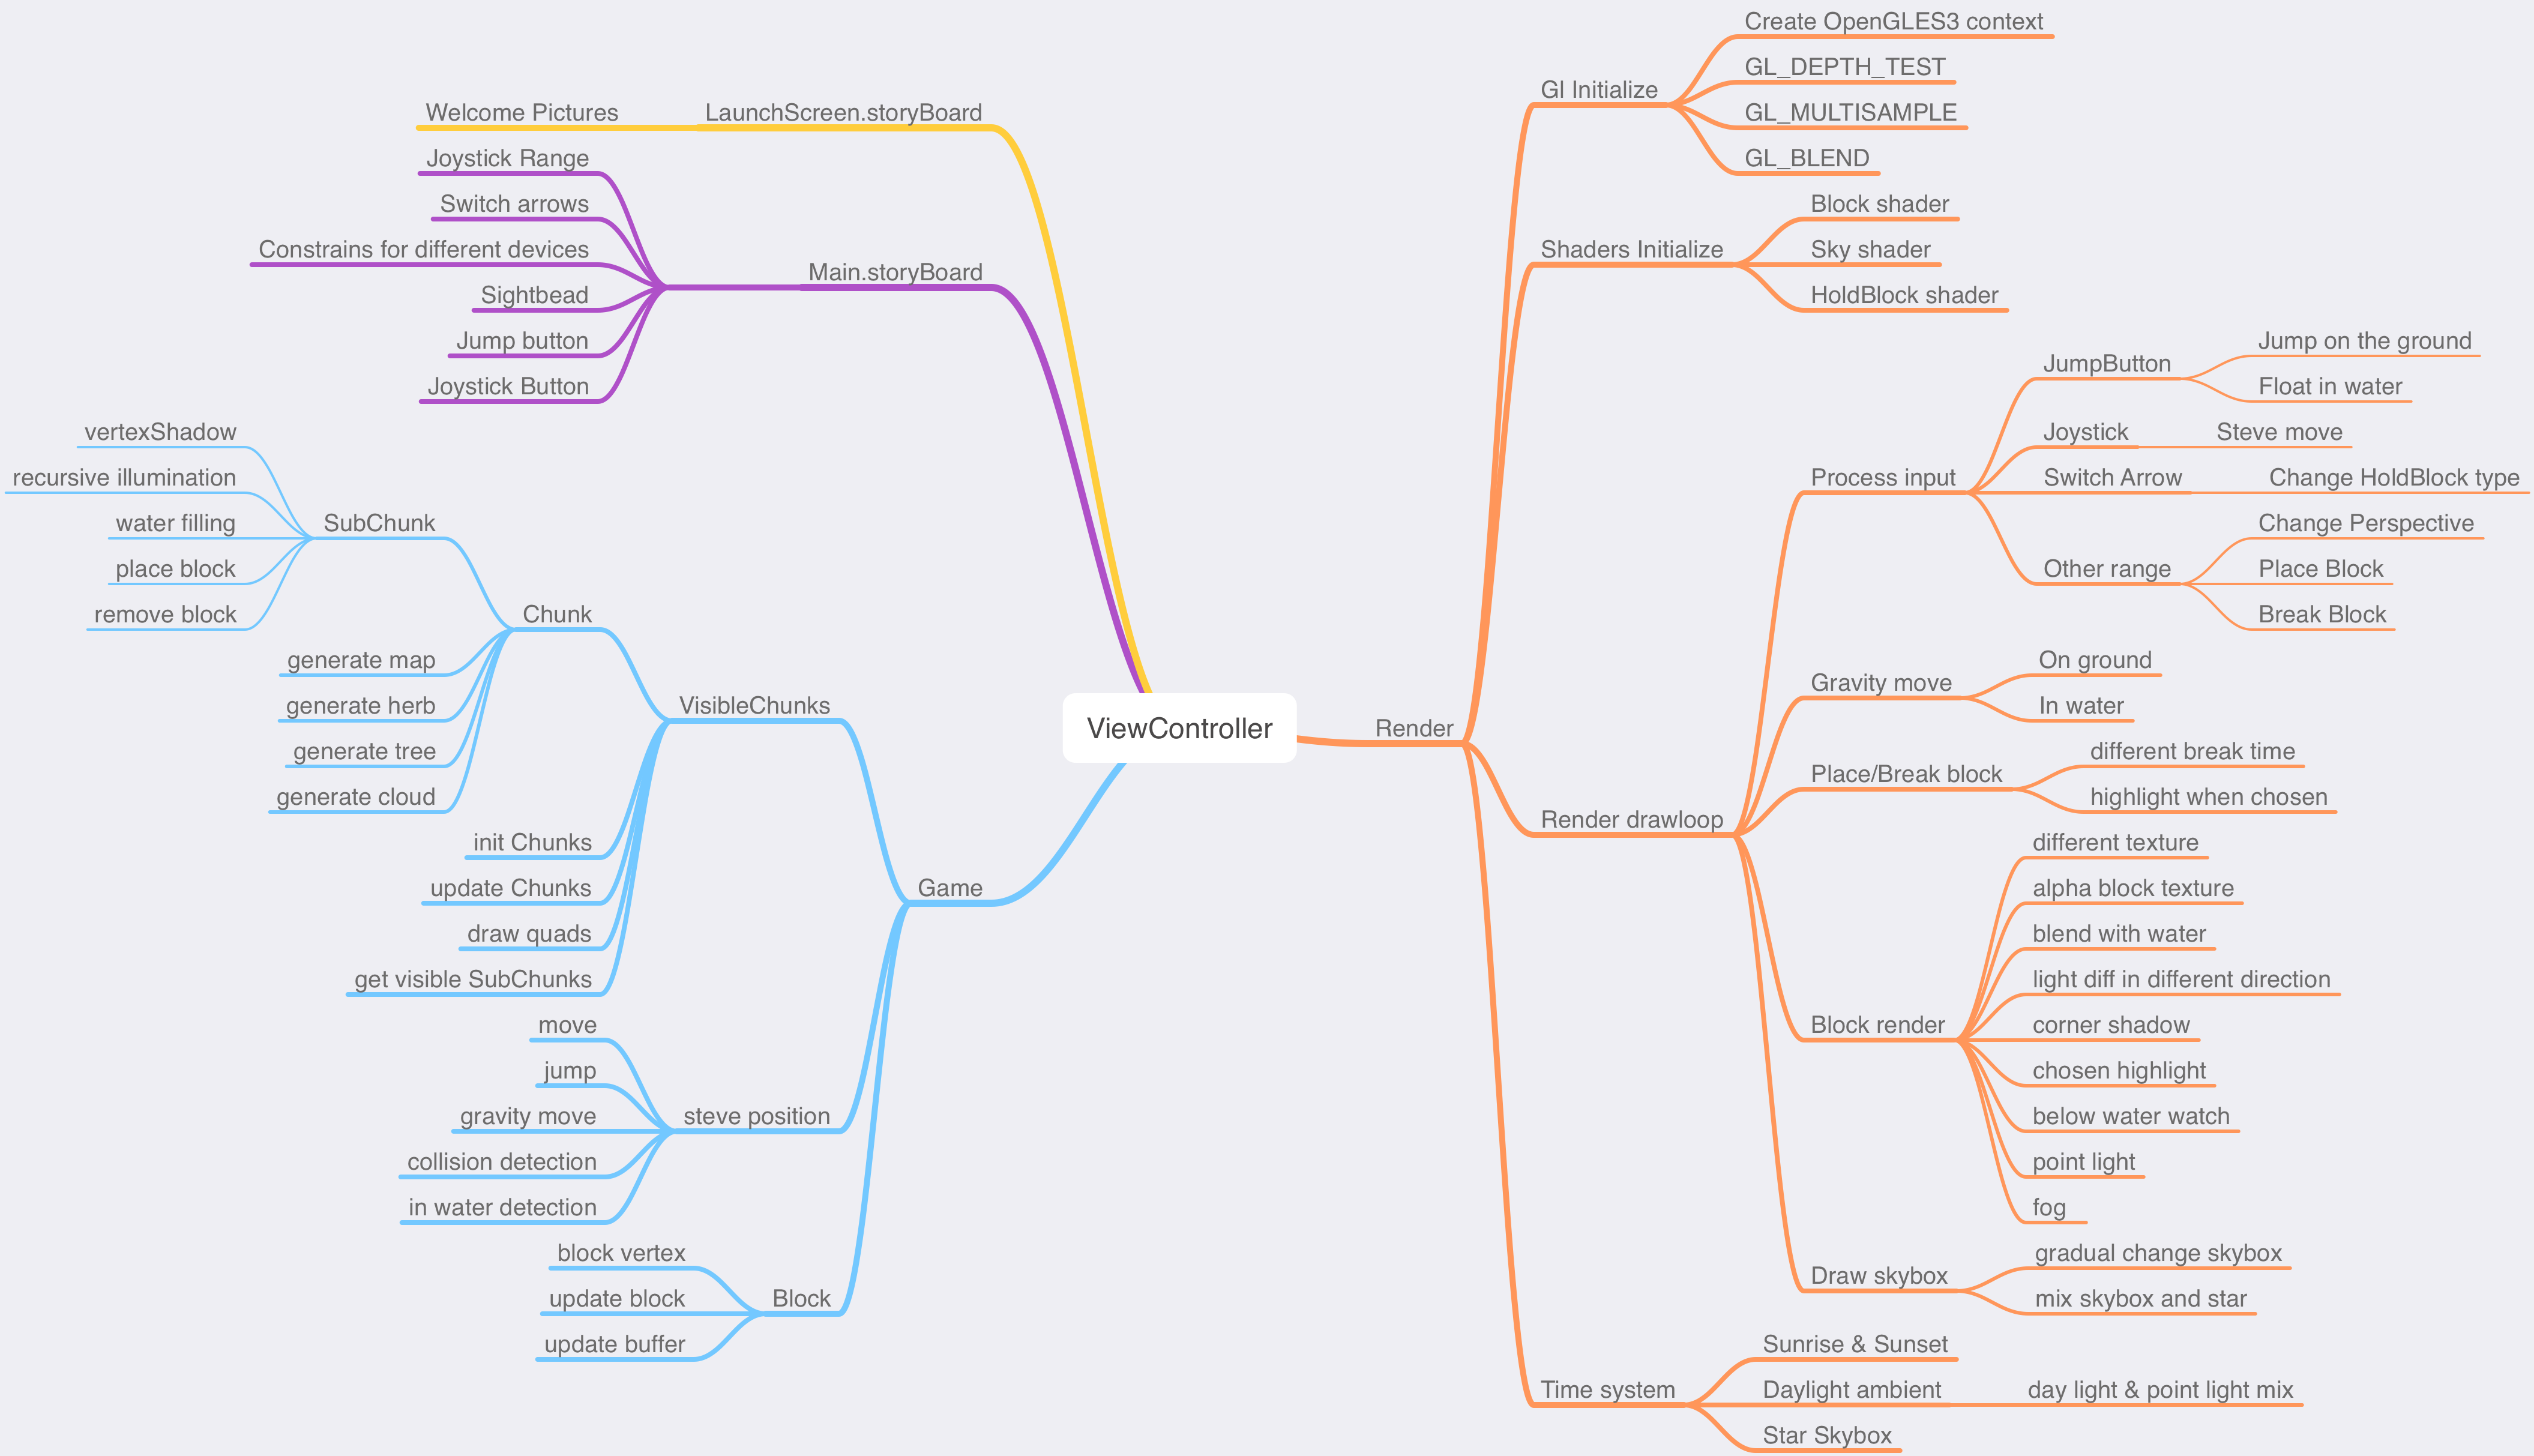 ViewController
LaunchScreen.storyBoard
Welcome Pictures
Main.storyBoard
Joystick Range
Switch arrows
Constrains for different devices
Sightbead
Jump button
Joystick Button
Game
VisibleChunks
Chunk
SubChunk
vertexShadow
recursive illumination
water filling
place block
remove block
generate map
generate herb
generate tree
generate cloud
init Chunks
update Chunks
draw quads
get visible SubChunks
steve position
move
jump
gravity move
collision detection
in water detection
Block
block vertex
update block
update buffer
Render
Gl Initialize
Create OpenGLES3 context
GL_DEPTH_TEST
GL_MULTISAMPLE
GL_BLEND
Shaders Initialize
Block shader
Sky shader
HoldBlock shader
Render drawloop
Process input
JumpButton
Jump on the ground
Float in water
Joystick
Steve move
Switch Arrow
Change HoldBlock type
Other range
Change Perspective
Place Block
Break Block
Gravity move
On ground
In water
Place/Break block
different break time
highlight when chosen
Block render
different texture
alpha block texture
blend with water
light diff in different direction
corner shadow
chosen highlight
below water watch
point light
fog
Draw skybox
gradual change skybox
mix skybox and star
Time system
Sunrise & Sunset
Daylight ambient
day light & point light mix
Star Skybox